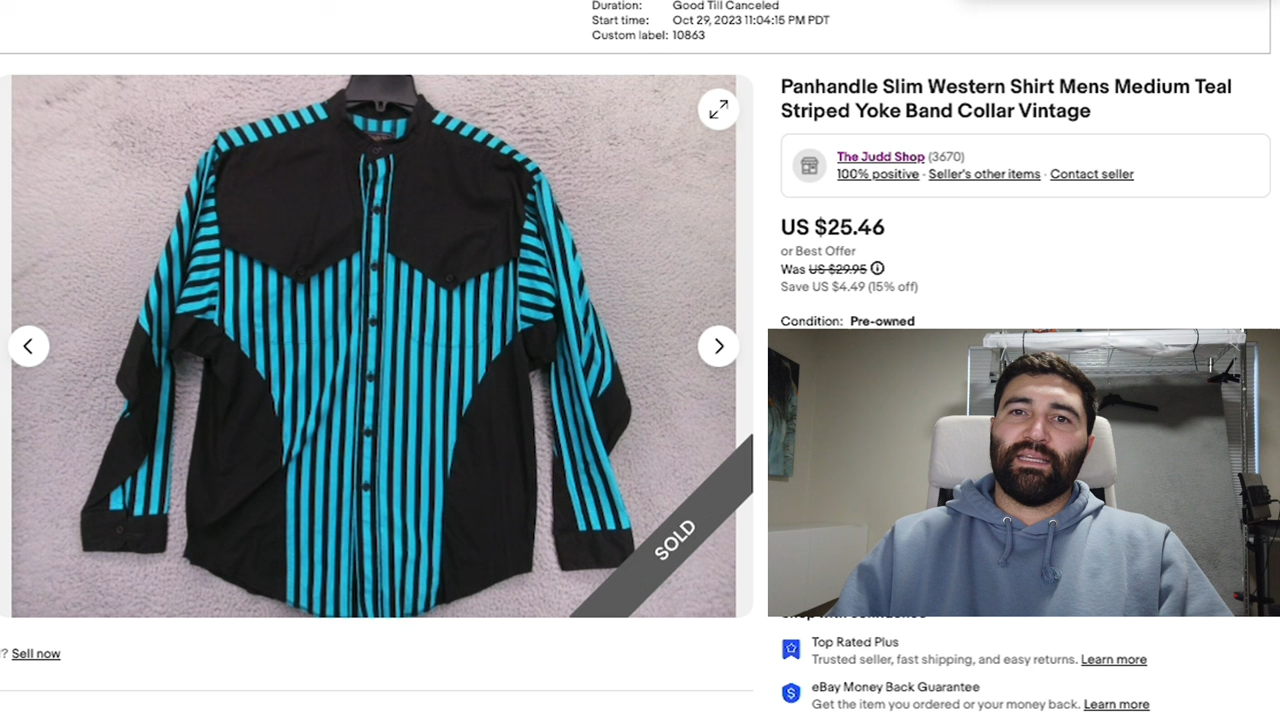 Duration: Good Till Canceled
Start time: Oct 29, 2023 11:04:15 PM PDT
Custom label: 10863
Panhandle Slim Western Shirt Mens Medium Teal
Striped Yoke Band Collar Vintage
The Judd Shop (3670)
100% positive · Seller's other items · Contact seller
US $25.46
or Best Offer
Was US $29.95
Save US $4.49 (15% off)
Condition: Pre-owned
SOLD
Top Rated Plus
Trusted seller, fast shipping, and easy returns. Learn more
eBay Money Back Guarantee
Get the item you ordered or your money back. Learn more
? Sell now